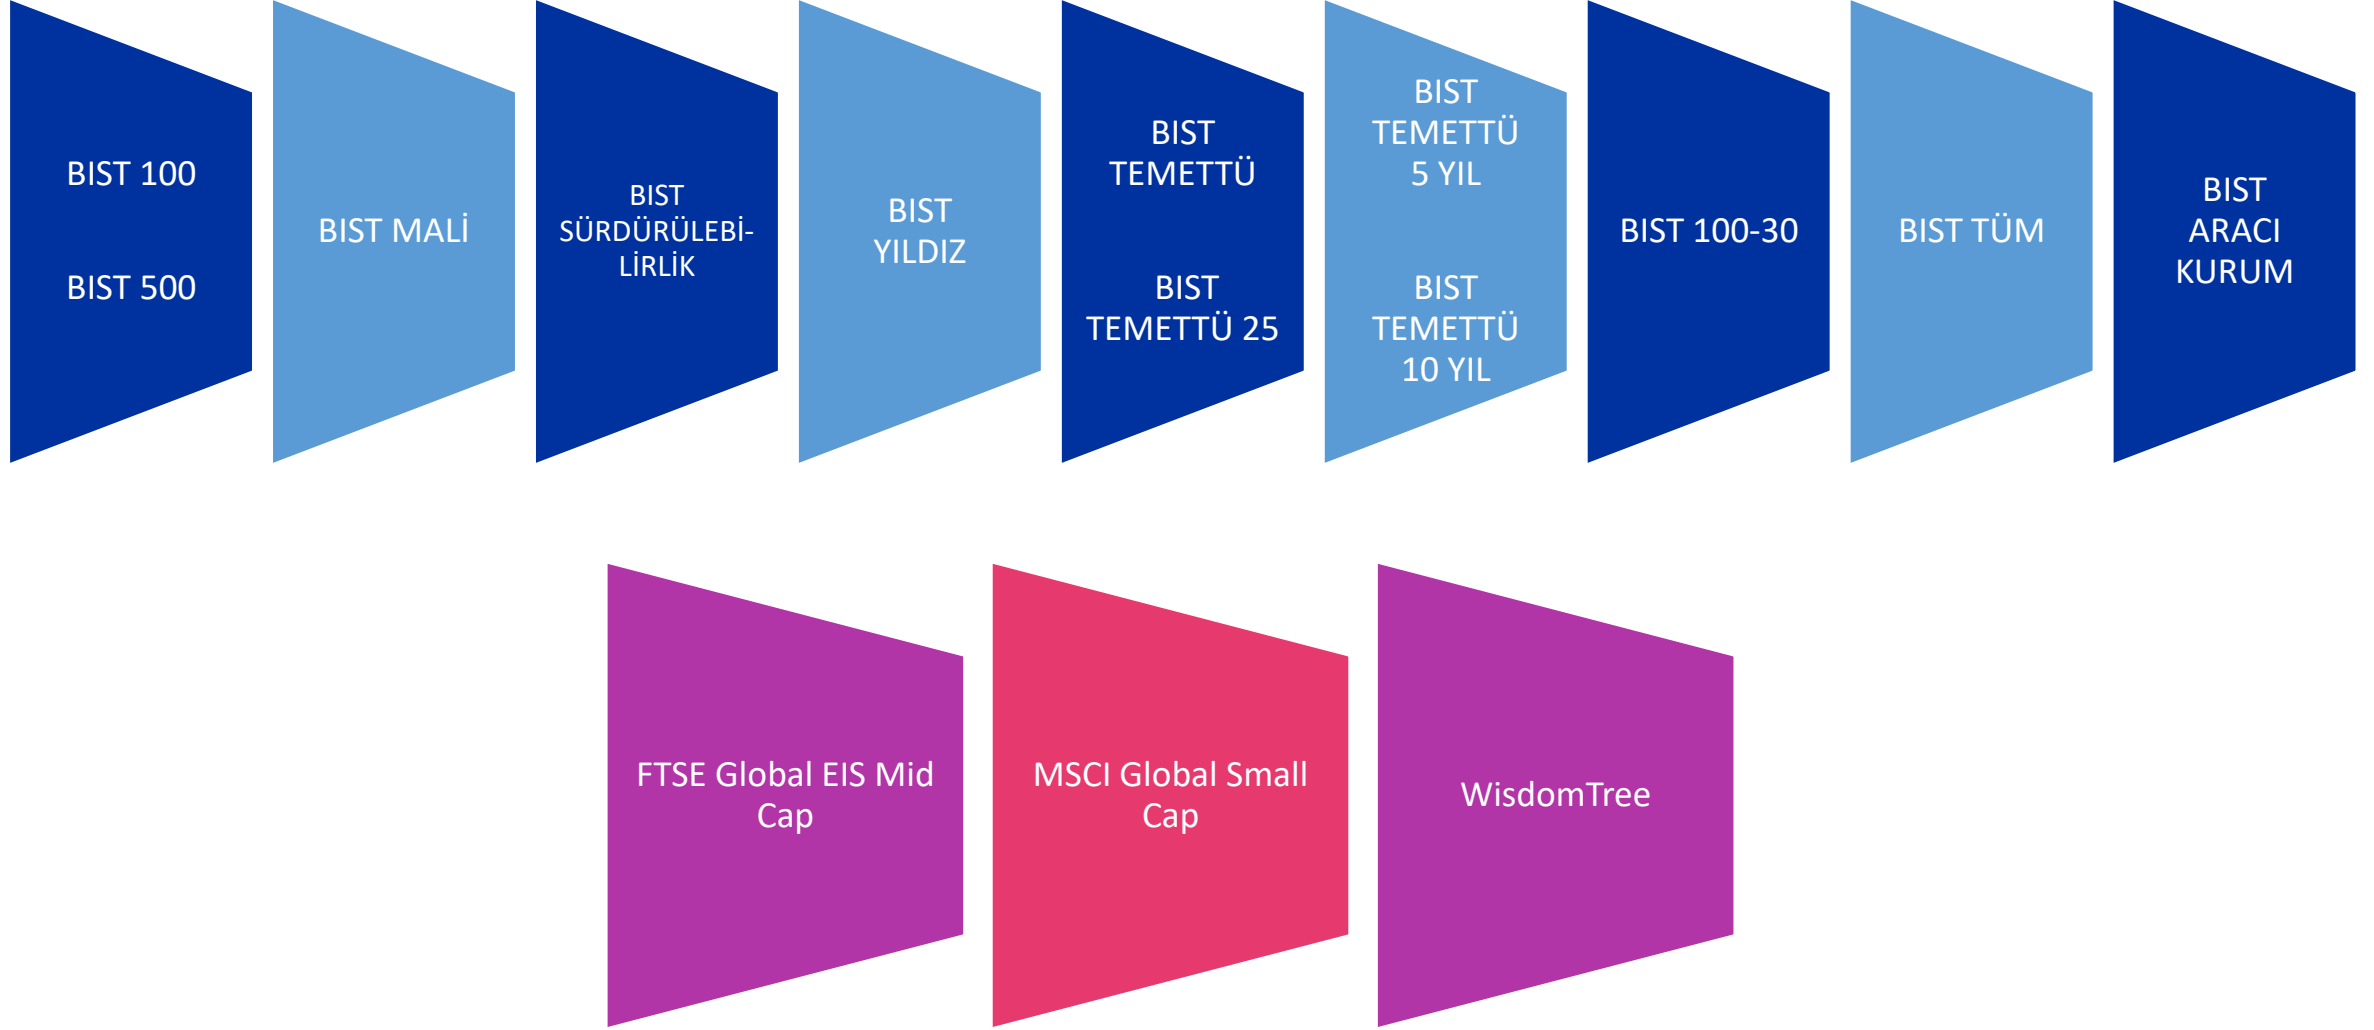 BIST 100
BIST 500
BIST MALİ
BIST
SÜRDÜRÜLEBİ-
LİRLİK
BIST
YILDIZ
BIST
TEMETTÜ
BIST
TEMETTÜ 25
BIST
TEMETTÜ
5 YIL
BIST
TEMETTÜ
10 YIL
BIST 100-30
BIST TÜM
BIST
ARACI
KURUM
FTSE Global EIS Mid
Cap
MSCI Global Small
Cap
WisdomTree